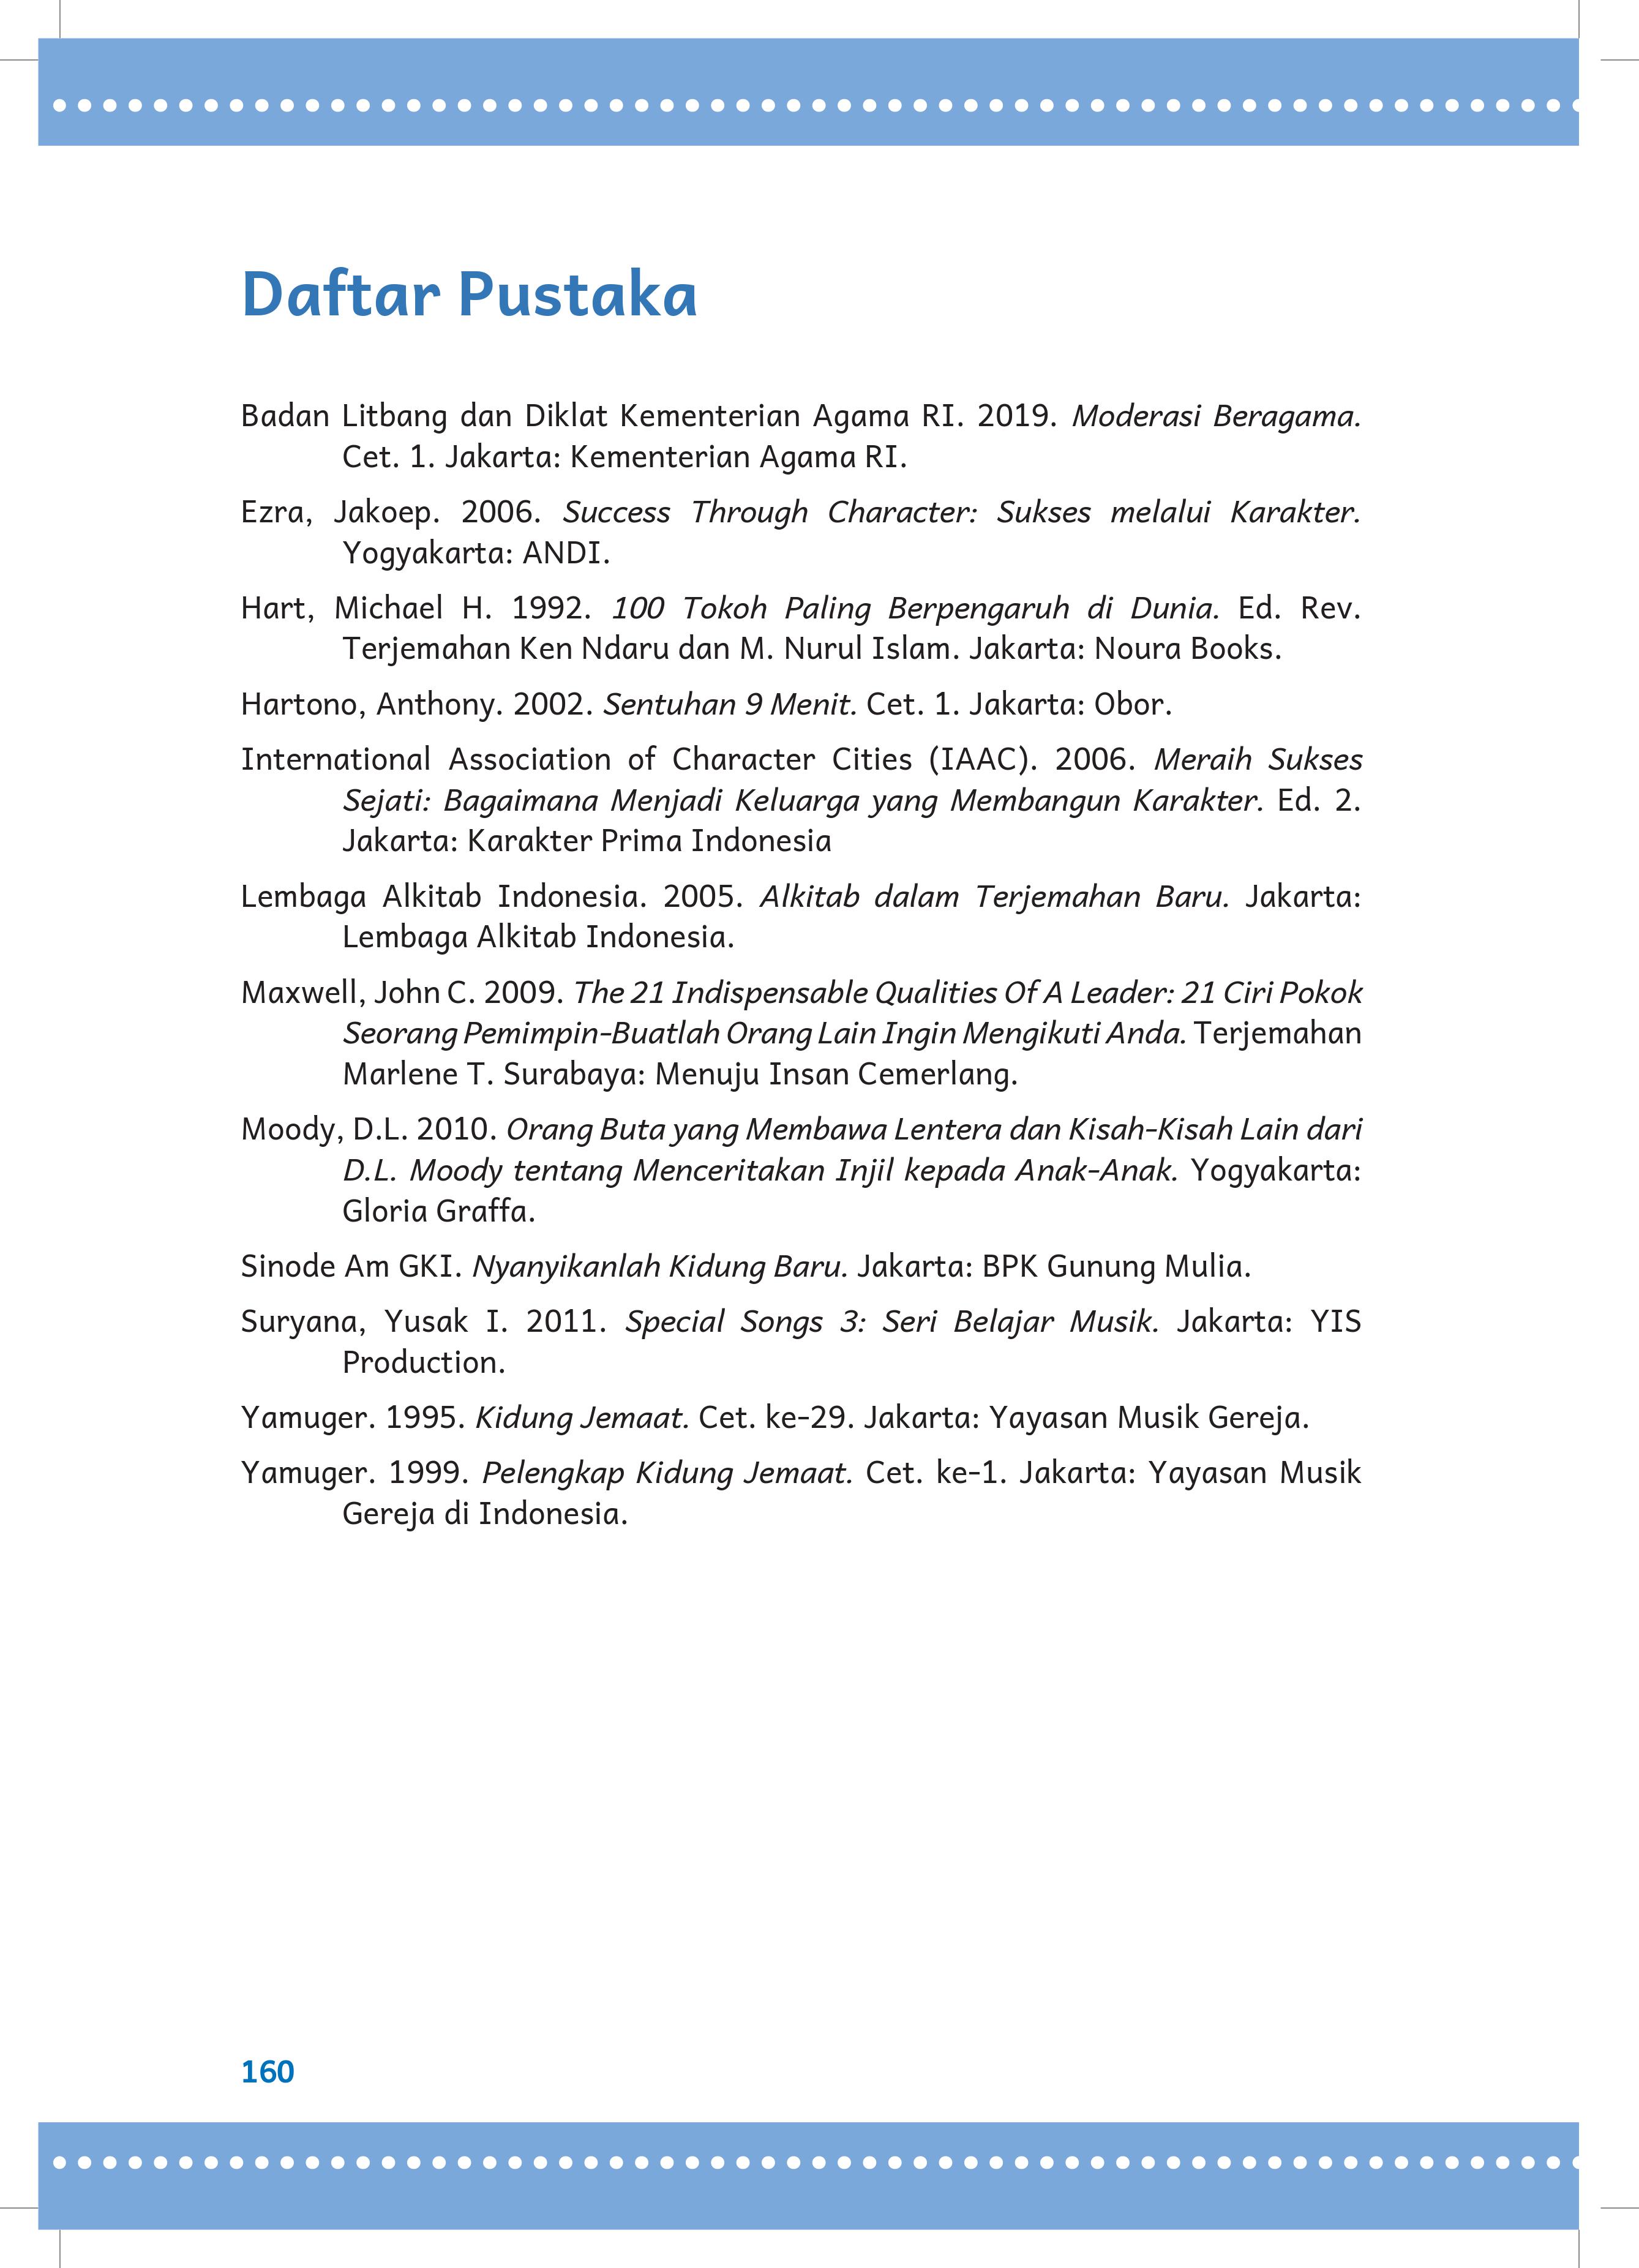 Daftar Pustaka
Badan Litbang dan Diklat Kementerian Agama RI. 2019. Moderasi Beragama.
Cet. 1. Jakarta: Kementerian Agama RI.
Ezra, Jakoep. 2006. Success Through Character: Sukses melalui Karakter.
Yogyakarta: ANDI.
Hart, Michael H. 1992. 100 Tokoh Paling Berpengaruh di Dunia. Ed. Rev.
Terjemahan Ken Ndaru dan M. Nurul Islam. Jakarta: Noura Books.
Hartono, Anthony. 2002. Sentuhan 9 Menit. Cet. 1. Jakarta: Obor.
International Association of Character Cities (IAAC). 2006. Meraih Sukses
Sejati: Bagaimana Menjadi Keluarga yang Membangun Karakter. Ed. 2.
Jakarta: Karakter Prima Indonesia
Lembaga Alkitab Indonesia. 2005. Alkitab dalam Terjemahan Baru. Jakarta:
Lembaga Alkitab Indonesia.
Maxwell, John C. 2009. The 21 Indispensable Qualities Of A Leader: 21 Ciri Pokok
Seorang Pemimpin-Buatlah Orang Lain Ingin Mengikuti Anda. Terjemahan
Marlene T. Surabaya: Menuju Insan Cemerlang.
Moody, D.L. 2010. Orang Buta yang Membawa Lentera dan Kisah-Kisah Lain dari
D.L. Moody tentang Menceritakan Injil kepada Anak-Anak. Yogyakarta:
Gloria Graffa.
Sinode Am GKI. Nyanyikanlah Kidung Baru. Jakarta: BPK Gunung Mulia.
Suryana, Yusak I. 2011. Special Songs 3: Seri Belajar Musik. Jakarta: YIS
Production.
Yamuger. 1995. Kidung Jemaat. Cet. ke-29. Jakarta: Yayasan Musik Gereja.
Yamuger. 1999. Pelengkap Kidung Jemaat. Cet. ke-1. Jakarta: Yayasan Musik
Gereja di Indonesia.
160